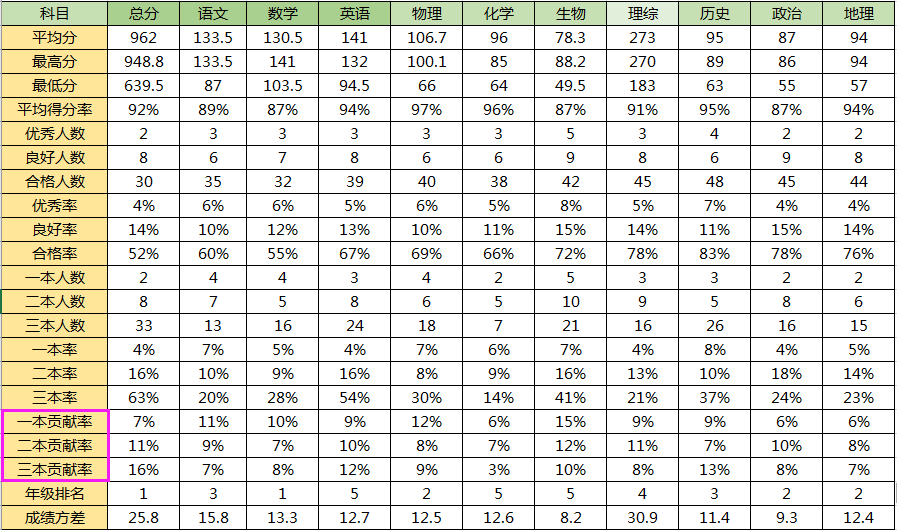 科目 总分 语文 数学 英语 物理 化学 生物 理综 历史 政治 地理
平均分 962 133.5 130.5 141 106.7 96 78.3 273 95 87 94
最高分 948.8 133.5 141 132 100.1 85 88.2 270 89 86 94
最低分 639.5 87 103.5 94.5 66 64 49.5 183 63 55 57
平均得分率 92% 89% 87% 94% 97% 96% 87% 91% 95% 87% 94%
优秀人数 2 3 3 3 3 3 5 3 4 2 2
良好人数 8 6 7 8 6 6 9 8 6 9 8
合格人数 30 35 32 39 40 38 42 45 48 45 44
优秀率 4% 6% 6% 5% 6% 5% 8% 5% 7% 4% 4%
良好率 14% 10% 12% 13% 10% 11% 15% 14% 11% 15% 14%
合格率 52% 60% 55% 67% 69% 66% 72% 78% 83% 78% 76%
一本人数 2 4 4 3 4 2 5 3 3 2 2
二本人数 8 7 5 8 6 5 10 9 5 8 6
三本人数 33 13 16 24 18 7 21 16 26 16 15
一本率 4% 7% 5% 4% 7% 6% 7% 4% 8% 4% 5%
二本率 16% 10% 9% 16% 8% 9% 16% 13% 10% 18% 14%
三本率 63% 20% 28% 54% 30% 14% 41% 21% 37% 24% 23%
一本贡献率 7% 11% 10% 9% 12% 6% 15% 9% 9% 6% 6%
二本贡献率 11% 9% 7% 10% 8% 7% 12% 11% 7% 10% 8%
三本贡献率 16% 7% 8% 12% 9% 3% 10% 8% 13% 8% 7%
年级排名 1 3 1 5 2 5 5 4 3 2 2
成绩方差 25.8 15.8 13.3 12.7 12.5 12.6 8.2 30.9 11.4 9.3 12.4